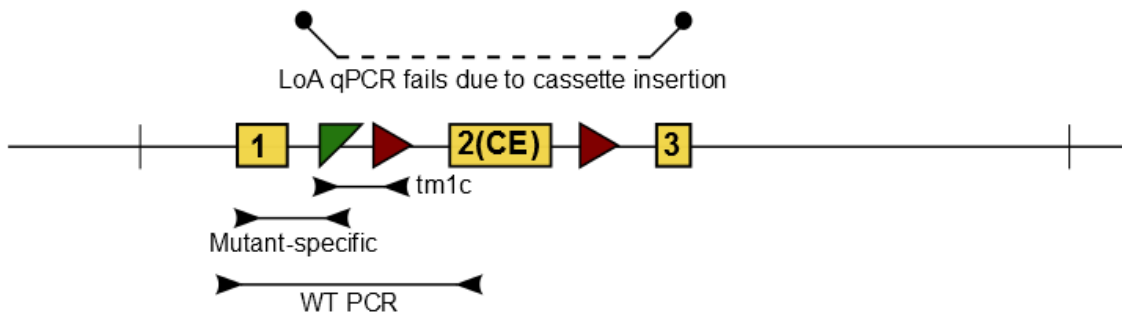 LoA qPCR fails due to cassette insertion
1 2(CE) 3
tm1c
Mutant-specific
WT PCR